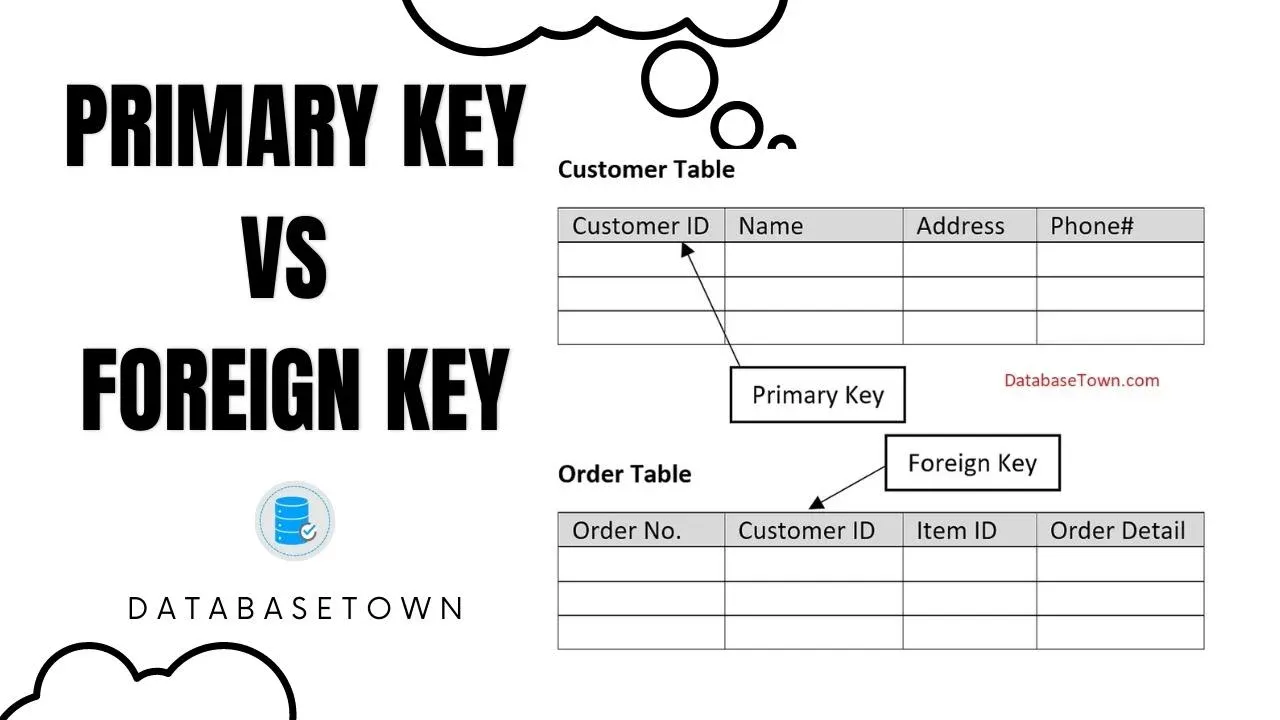 PRIMARY KEY
VS
FOREIGN KEY
DATABASETOWN
Customer Table
Customer ID Name Address Phone#
Primary Key
DatabaseTown.com
Foreign Key
Order Table
Order No. Customer ID Item ID Order Detail